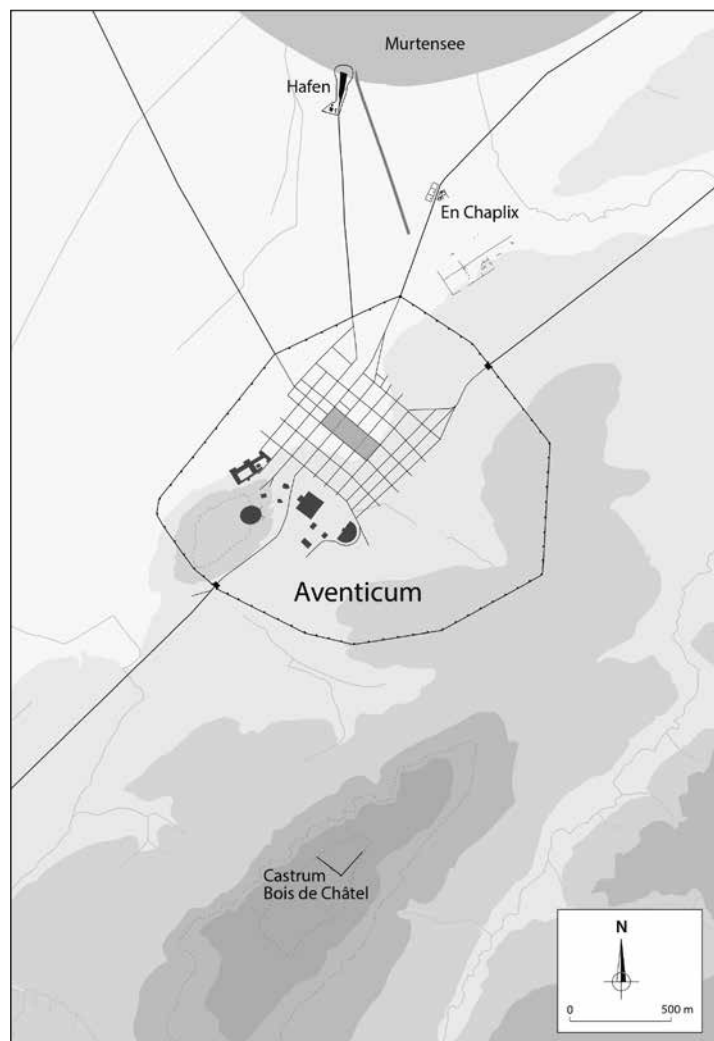 Murtensee
Hafen
En Chaplix
Aventicum
Castrum
Bois de Châtel
N
0 500 m